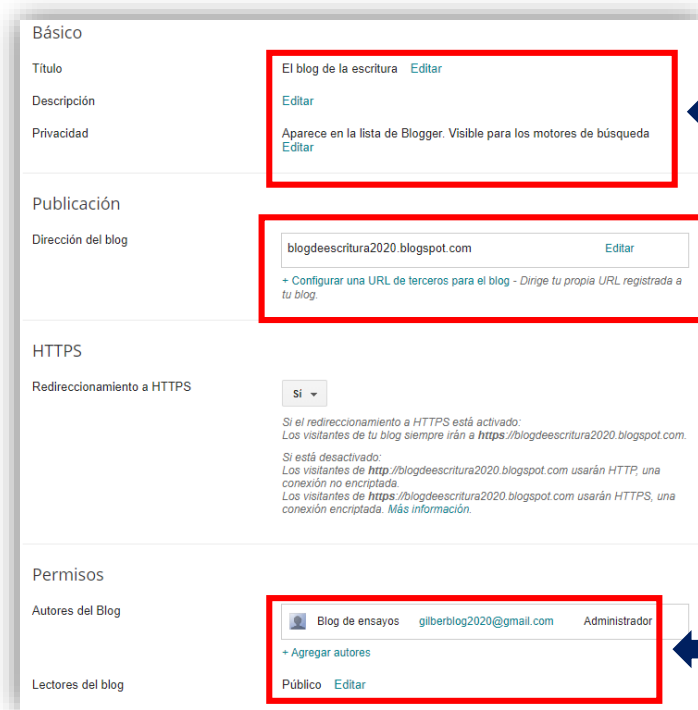 Básico
Título El blog de la escritura Editar
Descripción Editar
Privacidad Aparece en la lista de Blogger. Visible para los motores de búsqueda
Editar
Publicación
Dirección del blog blogdeescritura2020.blogspot.com Editar
+ Configurar una URL de terceros para el blog - Dirige tu propia URL registrada a
tu blog.
HTTPS
Redireccionamiento a HTTPS Sí
Si el redireccionamiento a HTTPS está activado:
Los visitantes de tu blog siempre irán a https://blogdeescritura2020.blogspot.com.
Si está desactivado:
Los visitantes de http://blogdeescritura2020.blogspot.com usarán HTTP, una
conexión no encriptada.
Los visitantes de https://blogdeescritura2020.blogspot.com usarán HTTPS, una
conexión encriptada. Más información.
Permisos
Autores del Blog Blog de ensayos gilberblog2020@gmail.com Administrador
+ Agregar autores
Lectores del blog Público Editar